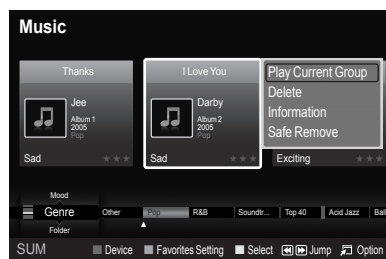 Music
Thanks
I Love You
Play Current Group
Delete
Information
Safe Remove
Jee
Album 1
2005
Pop
Darby
Album 2
2005
Pop
Sad
Sad
Exciting
Mood
Genre
Other
Pop
R&B
Soundtr...
Top 40
Acid Jazz
Ball
Folder
SUM
Device
Favorites Setting
Select
Jump
Option